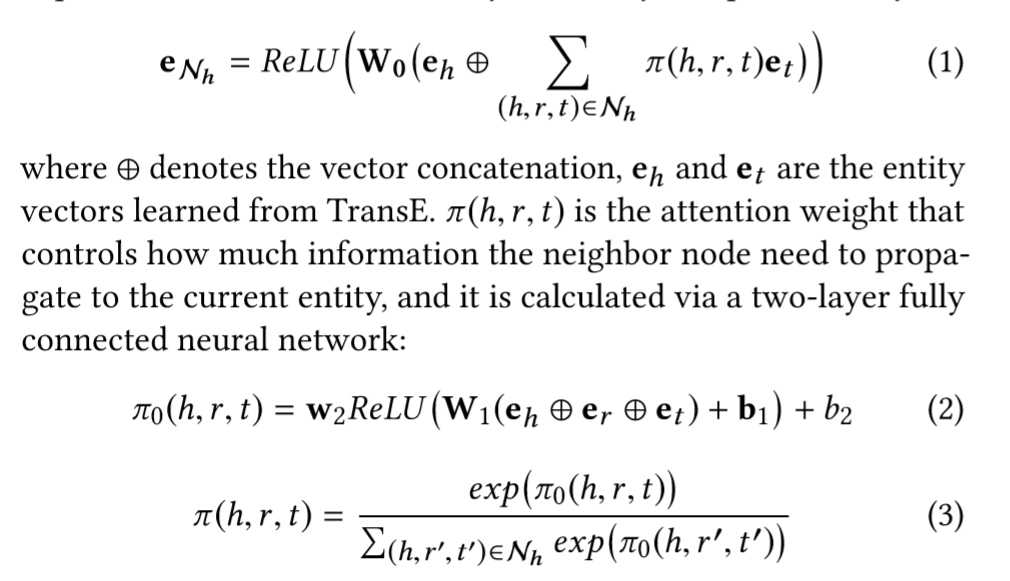 e_{N_h} = ReLU(W_0(e_h ⊕ ∑_{(h,r,t)∈N_h} π(h, r, t)e_t)) (1)
where ⊕ denotes the vector concatenation, e_h and e_t are the entity
vectors learned from TransE. π(h, r, t) is the attention weight that
controls how much information the neighbor node need to propa-
gate to the current entity, and it is calculated via a two-layer fully
connected neural network:
π_0(h, r, t) = w_2ReLU(W_1(e_h ⊕ e_r ⊕ e_t) + b_1) + b_2 (2)
π(h, r, t) = exp(π_0(h, r, t)) / Σ_{(h,r′,t′)∈N_h} exp(π_0(h, r′, t′)) (3)